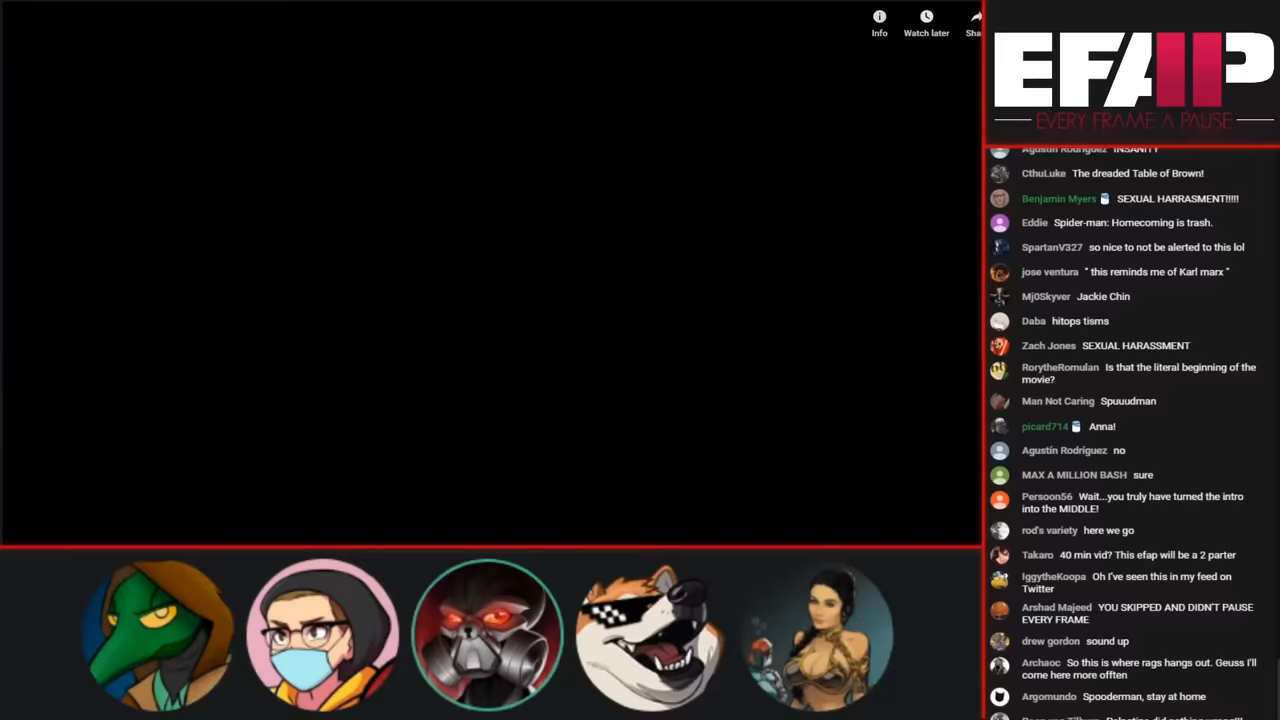 Info
Watch later
EFAP
EVERY FRAME A PAUSE
Agustín Rodríguez INSANITY
CthuLuke The dreaded Table of Brown!
Benjamin Myers SEXUAL HARRASMENT!!!!!
Eddie Spider-man: Homecoming is trash.
SpartanV327 so nice to not be alerted to this lol
jose ventura " this reminds me of Karl marx "
Mj0Skyver Jackie Chin
Daba hitops tisms
Zach Jones SEXUAL HARASSMENT
RorytheRomulan Is that the literal beginning of the
movie?
Man Not Caring Spuuudman
picard714 Anna!
Agustín Rodríguez no
MAX A MILLION BASH sure
Persoon56 Wait...you truly have turned the intro
into the MIDDLE!
rod's variety here we go
Takaro 40 min vid? This efap will be a 2 parter
IggytheKoopa Oh I've seen this in my feed on
Twitter
Arshad Majeed YOU SKIPPED AND DIDN'T PAUSE
EVERY FRAME
drew gordon sound up
Archaoc So this is where rags hangs out. Geuss I'll
come here more offten
Argomundo Spooderman, stay at home